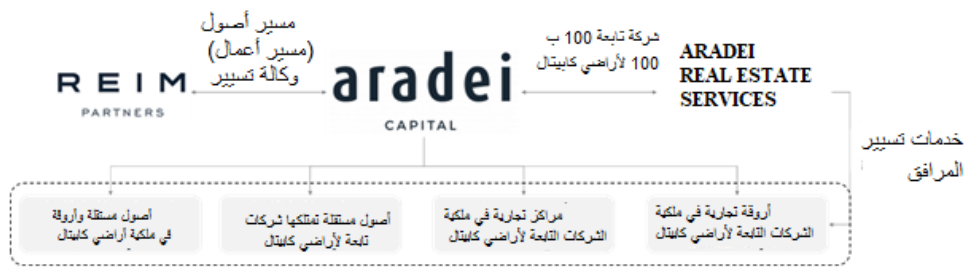 مسير أصول
(مسير أعمال)
وكالة تسيير
REIM
PARTNERS
aradei
CAPITAL
شركة تابعة 100 ب
100 لأراضي كابيتال
ARADEI
REAL ESTATE
SERVICES
خدمات تسيير
المرافق
أروقة تجارية في ملكية
الشركات التابعة لأراضي كابيتال
مراكز تجارية في ملكية
الشركات التابعة لأراضي كابيتال
أصول مستقلة تمتلكها شركات
تابعة لأراضي كابيتال
أصول مستقلة وأروقة
في ملكية أراضي كابيتال